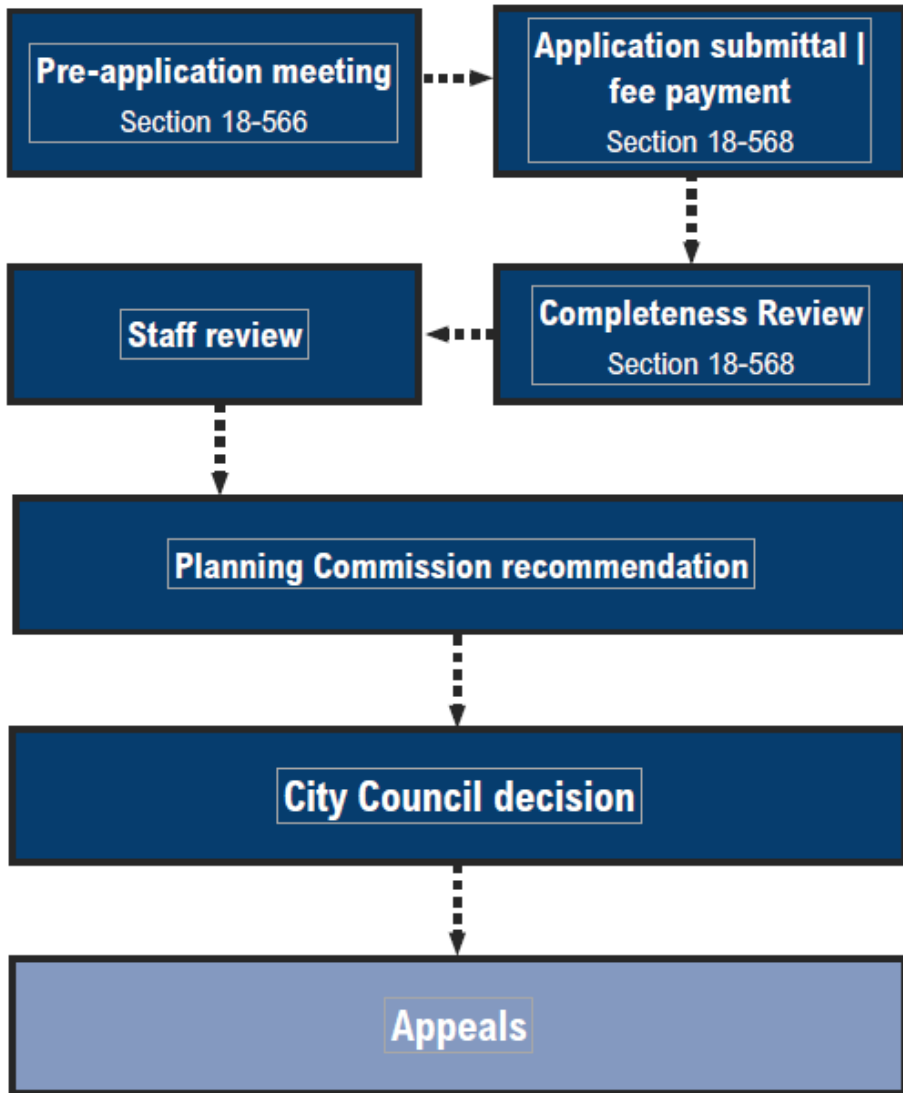 Pre-application meeting
Section 18-566
Application submittal |
fee payment
Section 18-568
Completeness Review
Section 18-568
Staff review
Planning Commission recommendation
City Council decision
Appeals